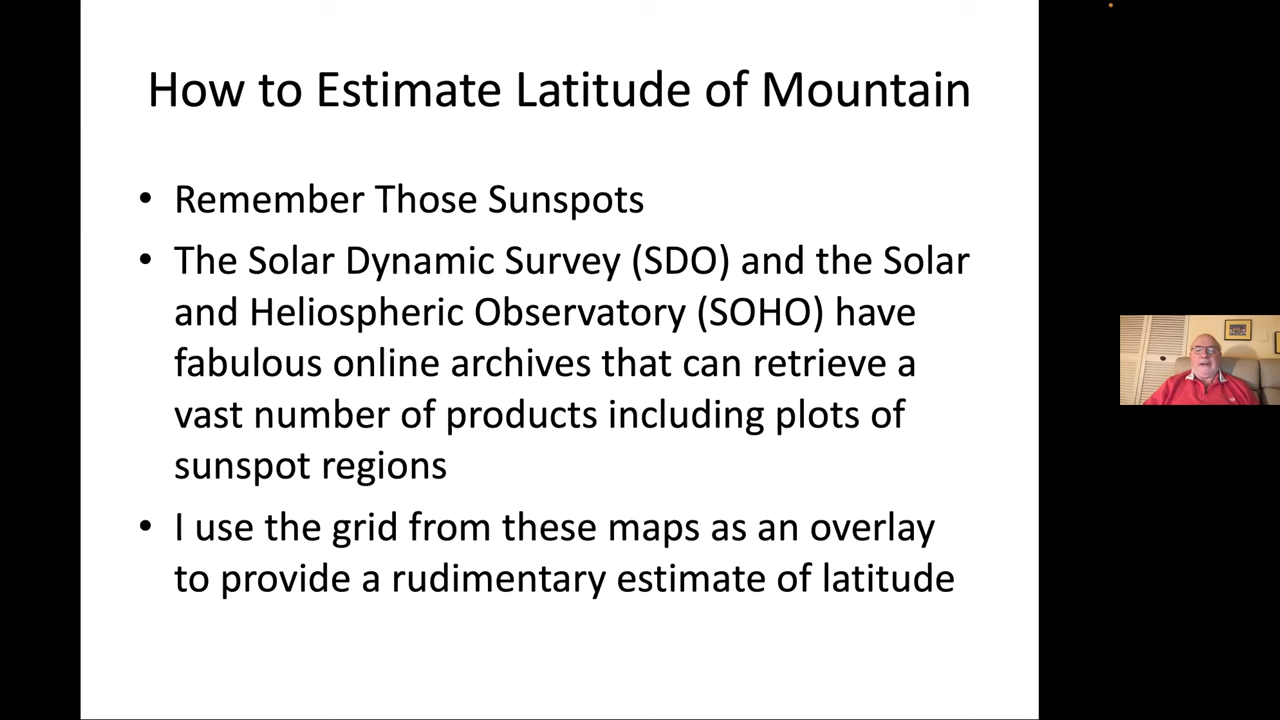 How to Estimate Latitude of Mountain
• Remember Those Sunspots
• The Solar Dynamic Survey (SDO) and the Solar
and Heliospheric Observatory (SOHO) have
fabulous online archives that can retrieve a
vast number of products including plots of
sunspot regions
• I use the grid from these maps as an overlay
to provide a rudimentary estimate of latitude